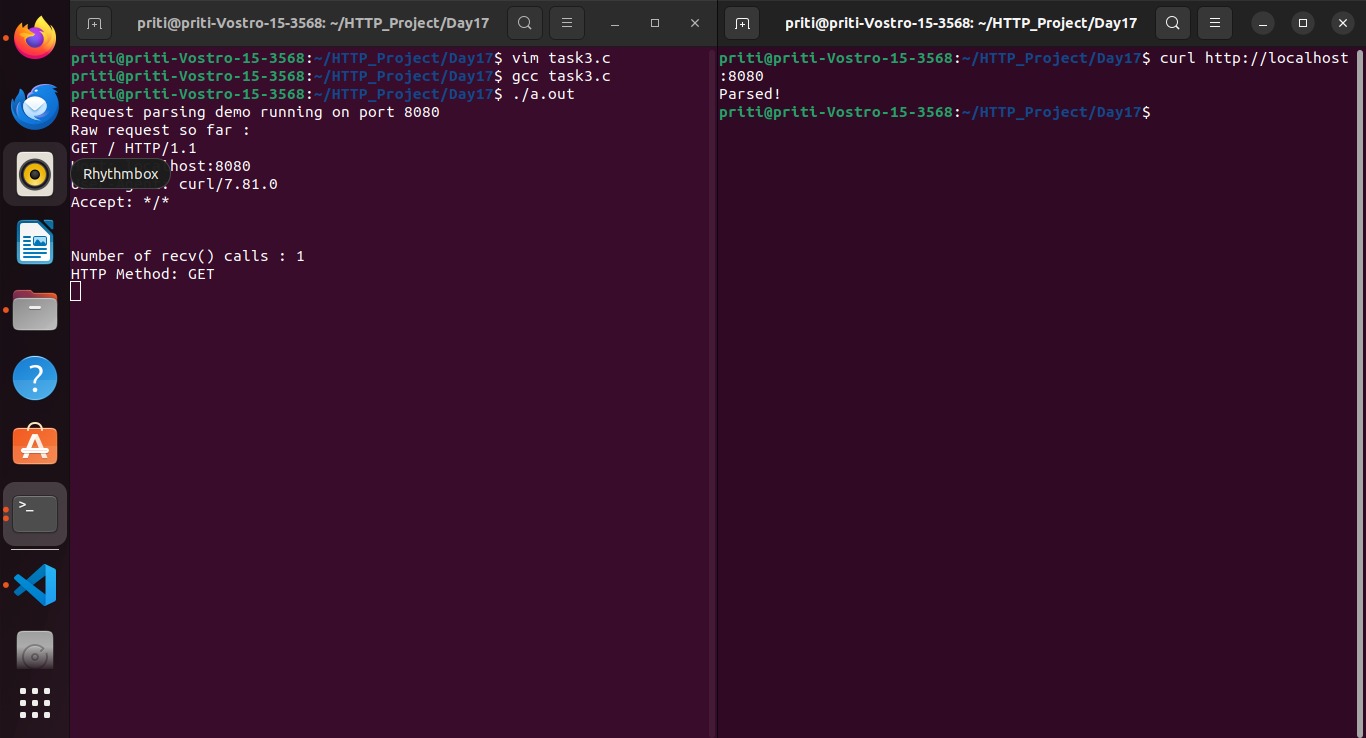 priti@priti-Vostro-15-3568: ~/HTTP_Project/Day17
priti@priti-Vostro-15-3568:~/HTTP_Project/Day17$ vim task3.c
priti@priti-Vostro-15-3568:~/HTTP_Project/Day17$ gcc task3.c
priti@priti-Vostro-15-3568:~/HTTP_Project/Day17$ ./a.out
Request parsing demo running on port 8080
Raw request so far :
GET / HTTP/1.1
host:8080
Rhythmbox
: curl/7.81.0
Accept: */*
Number of recv() calls : 1
HTTP Method: GET
priti@priti-Vostro-15-3568: ~/HTTP_Project/Day17
priti@priti-Vostro-15-3568:~/HTTP_Project/Day17$ curl http://localhost
:8080
Parsed!
priti@priti-Vostro-15-3568:~/HTTP_Project/Day17$